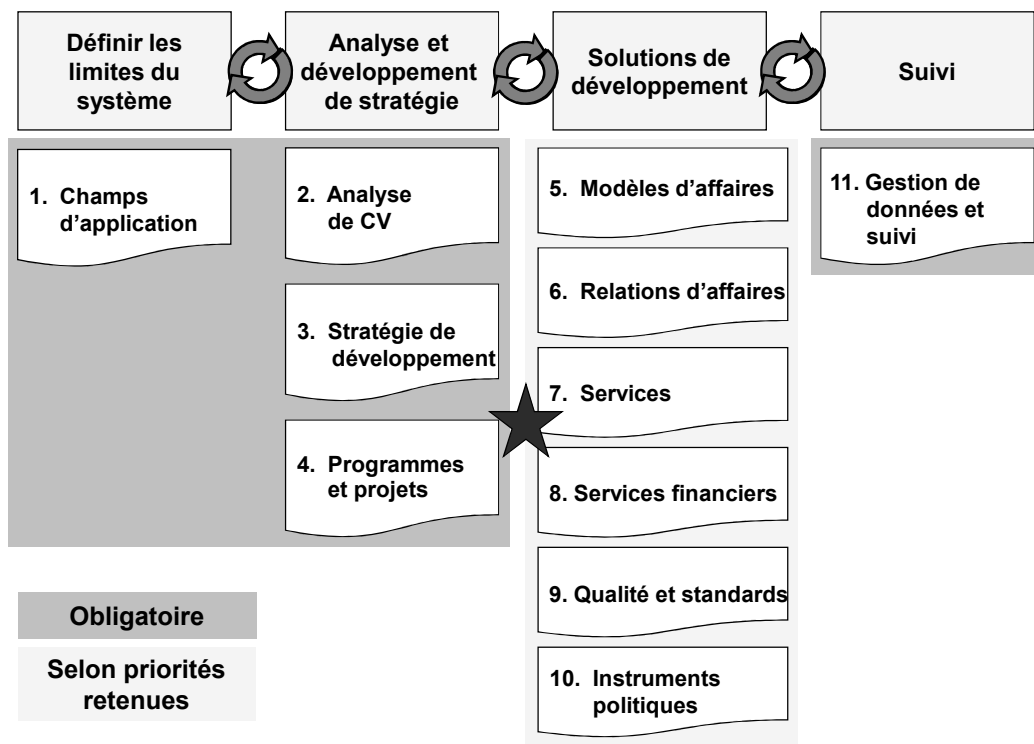 Définir les
limites du
système
Analyse et
développement
de stratégie
Solutions de
développement
Suivi
1. Champs
d'application
2. Analyse
de CV
3. Stratégie de
développement
4. Programmes
et projets
5. Modèles d'affaires
6. Relations d'affaires
7. Services
8. Services financiers
9. Qualité et standards
10. Instruments
politiques
11. Gestion de
données et
suivi
Obligatoire
Selon priorités
retenues